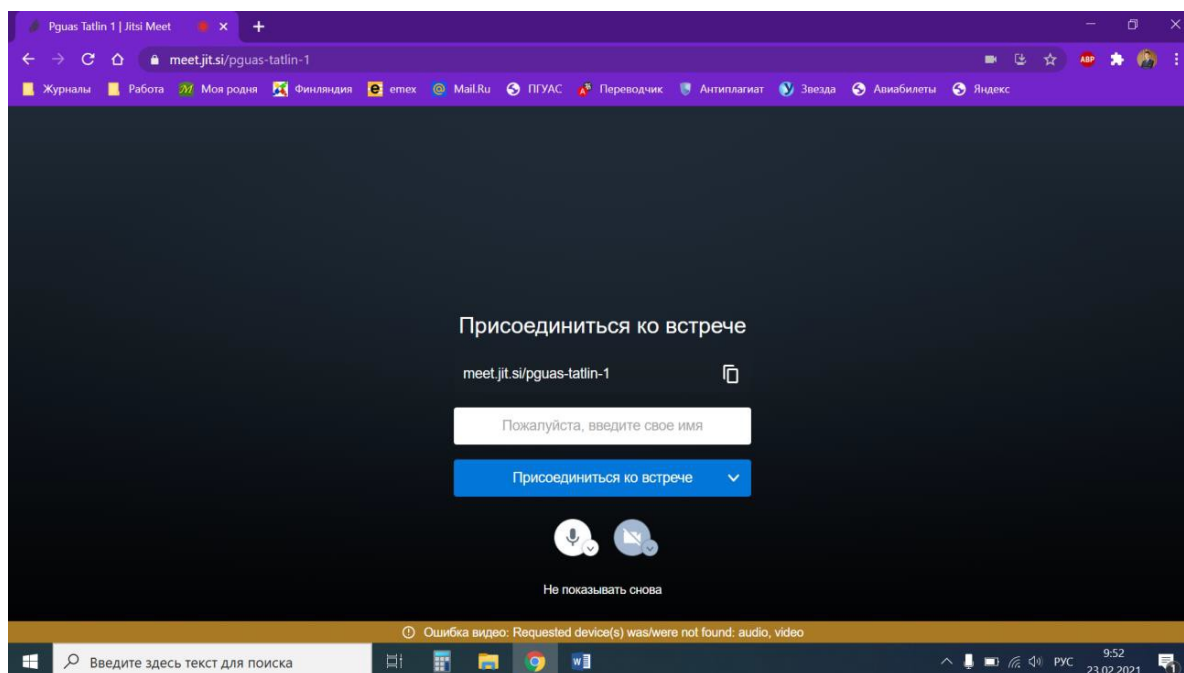 Pguas Tatlin 1 | Jitsi Meet
meet.jit.si/pguas-tatlin-1
ABP
Журналы Работа Моя родня Финляндия emex Mail.Ru ПГУАС Переводчик Антиплагиат Звезда Авиабилеты Яндекс
Присоединиться ко встрече
meet.jit.si/pguas-tatlin-1
Пожалуйста, введите свое имя
Присоединиться ко встрече
Не показывать снова
Ошибка видео: Requested device(s) was/were not found: audio, video
Введите здесь текст для поиска
РУС
9:52
23.02.2021
1